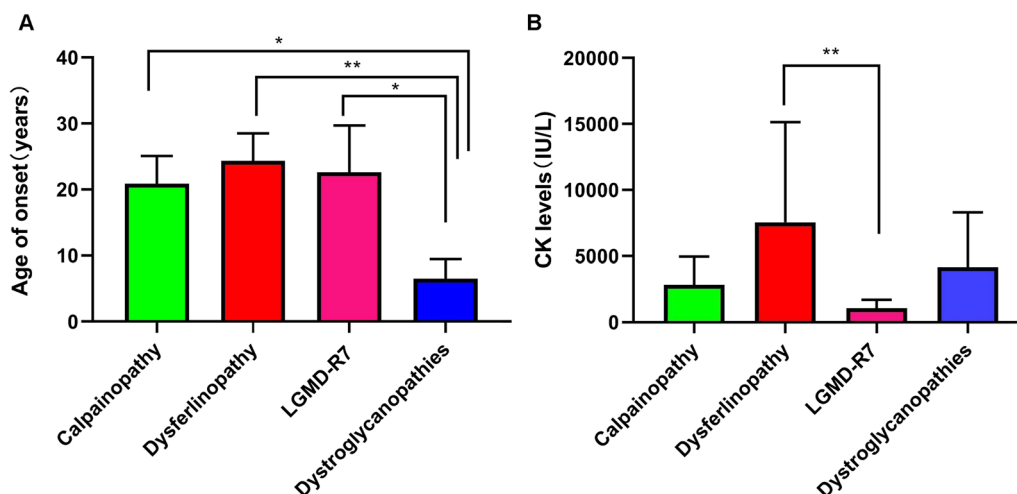 A
Age of onset（years）
40
30
20
10
0
*
**
*
Calpainopathy
Dysferlinopathy
LGMD-R7
Dystroglycanopathies
B
CK levels（IU/L）
20000
15000
10000
5000
0
**
Calpainopathy
Dysferlinopathy
LGMD-R7
Dystroglycanopathies